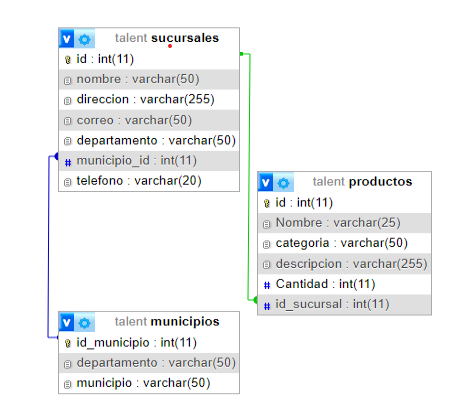 talent sucursales
id : int(11)
nombre : varchar(50)
direccion : varchar(255)
correo : varchar(50)
departamento : varchar(50)
# municipio_id : int(11)
telefono : varchar(20)
talent productos
id : int(11)
Nombre : varchar(25)
categoria : varchar(50)
descripcion : varchar(255)
# Cantidad : int(11)
# id_sucursal : int(11)
talent municipios
id_municipio : int(11)
departamento : varchar(50)
municipio : varchar(50)